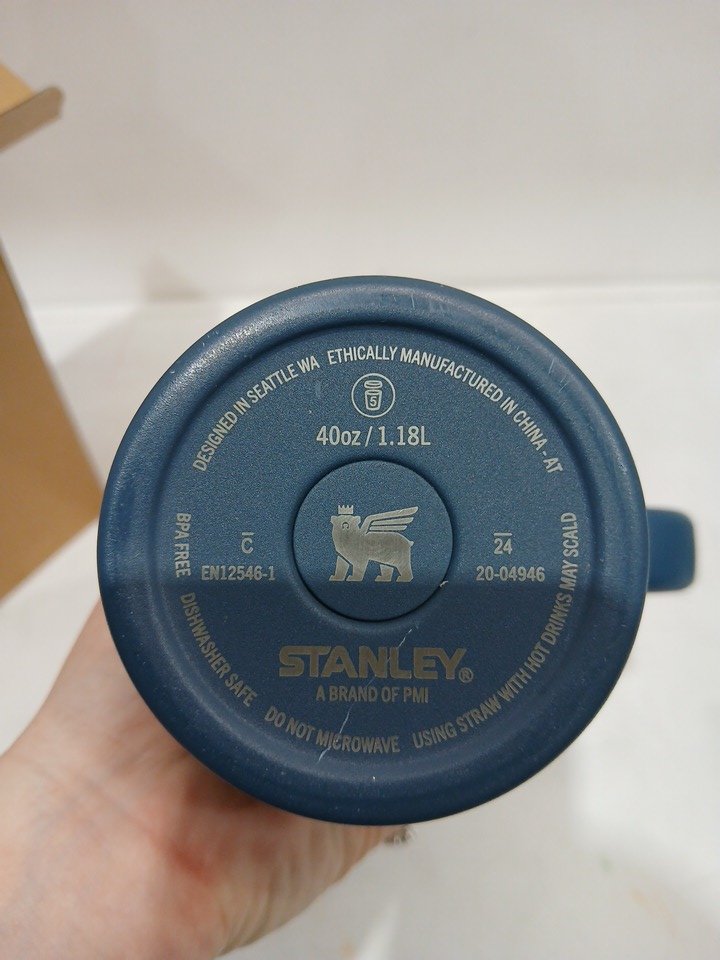 DESIGNED IN SEATTLE WA ETHICALLY MANUFACTURED IN CHINA - AT
5
40oz / 1.18L
C
EN12546-1
24
20-04946
STANLEY®
A BRAND OF PMI
BPA FREE DISHWASHER SAFE DO NOT MICROWAVE USING STRAW WITH HOT DRINKS MAY SCALD